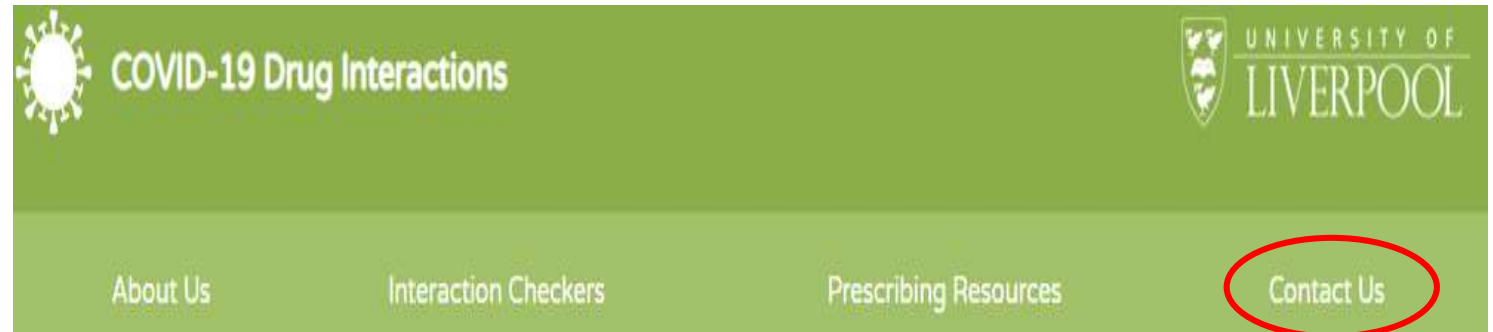 COVID-19 Drug Interactions
UNIVERSITY OF
LIVERPOOL
About Us Interaction Checkers Prescribing Resources Contact Us